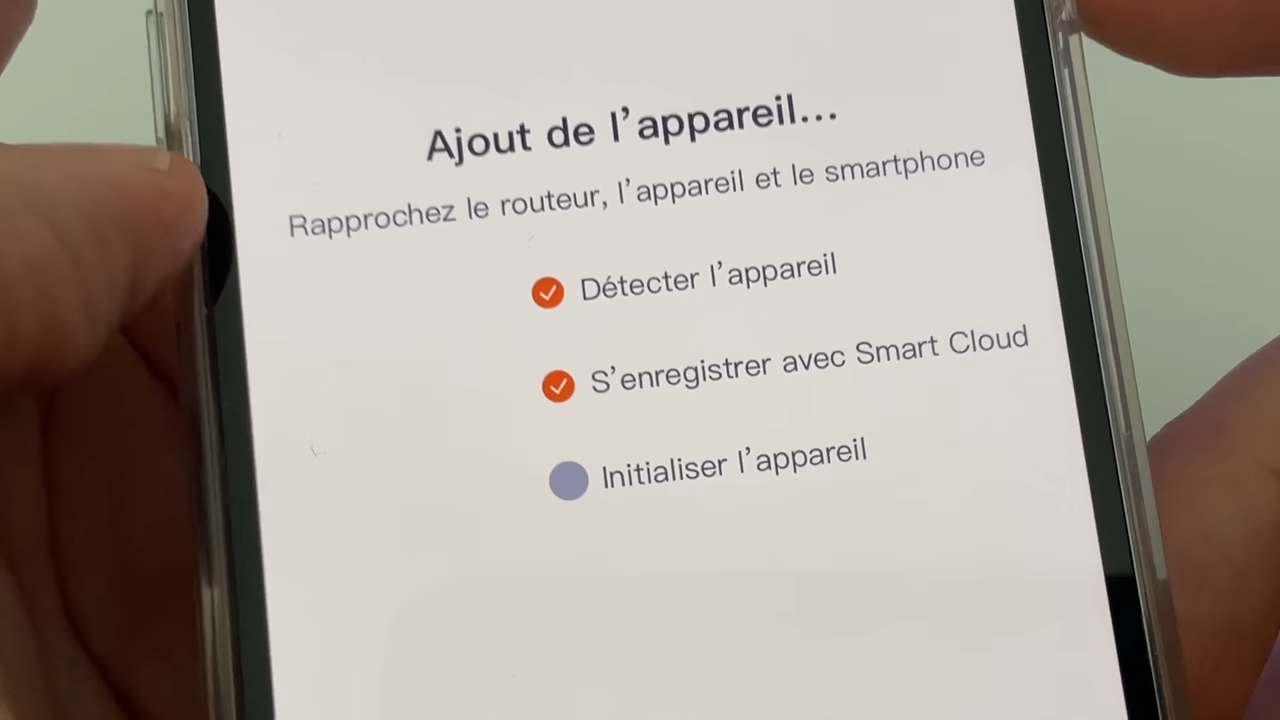 Ajout de l’appareil...
Rapprochez le routeur, l’appareil et le smartphone
Détecter l’appareil
S’enregistrer avec Smart Cloud
Initialiser l’appareil